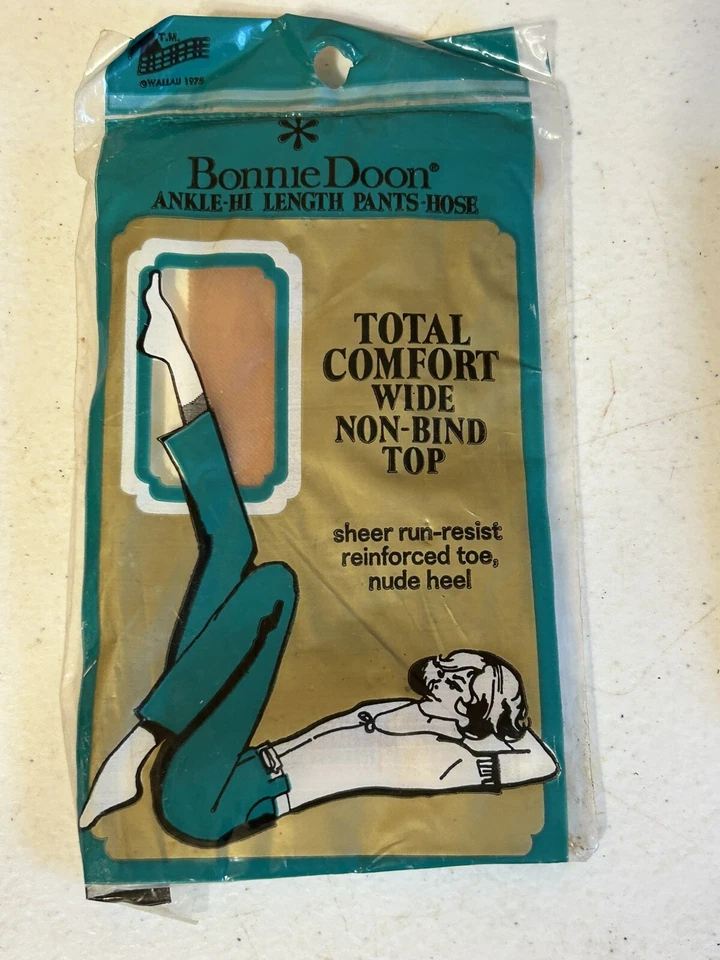 T.M.
©WALLAU 1975
Bonnie Doon®
ANKLE-HI LENGTH PANTS-HOSE
TOTAL
COMFORT
WIDE
NON-BIND
TOP
sheer run-resist
reinforced toe,
nude heel